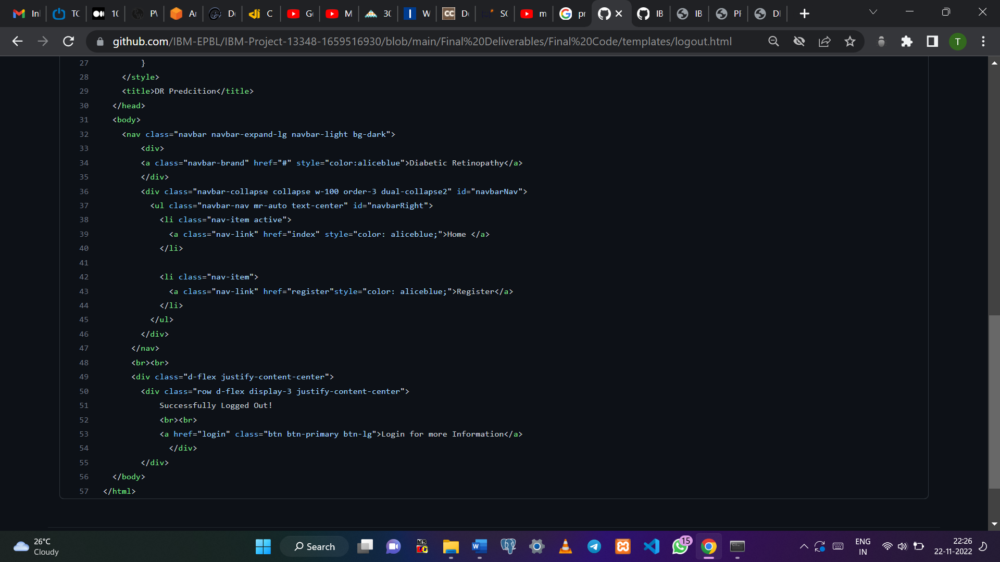 In
TC
10
PV
Ar
De
C
Ge
M
30
W
De
SC
m
pr
IB
IB
PF
DI
github.com/IBM-EPBL/IBM-Project-13348-1659516930/blob/main/Final%20Deliverables/Final%20Code/templates/logout.html
T
27 }
28 </style>
29 <title>DR Predcition</title>
30 </head>
31 <body>
32 <nav class="navbar navbar-expand-lg navbar-light bg-dark">
33 <div>
34 <a class="navbar-brand" href="#" style="color:aliceblue">Diabetic Retinopathy</a>
35 </div>
36 <div class="navbar-collapse collapse w-100 order-3 dual-collapse2" id="navbarNav">
37 <ul class="navbar-nav mr-auto text-center" id="navbarRight">
38 <li class="nav-item active">
39 <a class="nav-link" href="index" style="color: aliceblue;">Home </a>
40 </li>
41
42 <li class="nav-item">
43 <a class="nav-link" href="register"style="color: aliceblue;">Register</a>
44 </li>
45 </ul>
46 </div>
47 </nav>
48 <br><br>
49 <div class="d-flex justify-content-center">
50 <div class="row d-flex display-3 justify-content-center">
51 Successfully Logged Out!
52 <br><br>
53 <a href="login" class="btn btn-primary btn-lg">Login for more Information</a>
54 </div>
55 </div>
56 </body>
57 </html>
26°C
Cloudy
Search
15
ENG
IN
22:26
22-11-2022